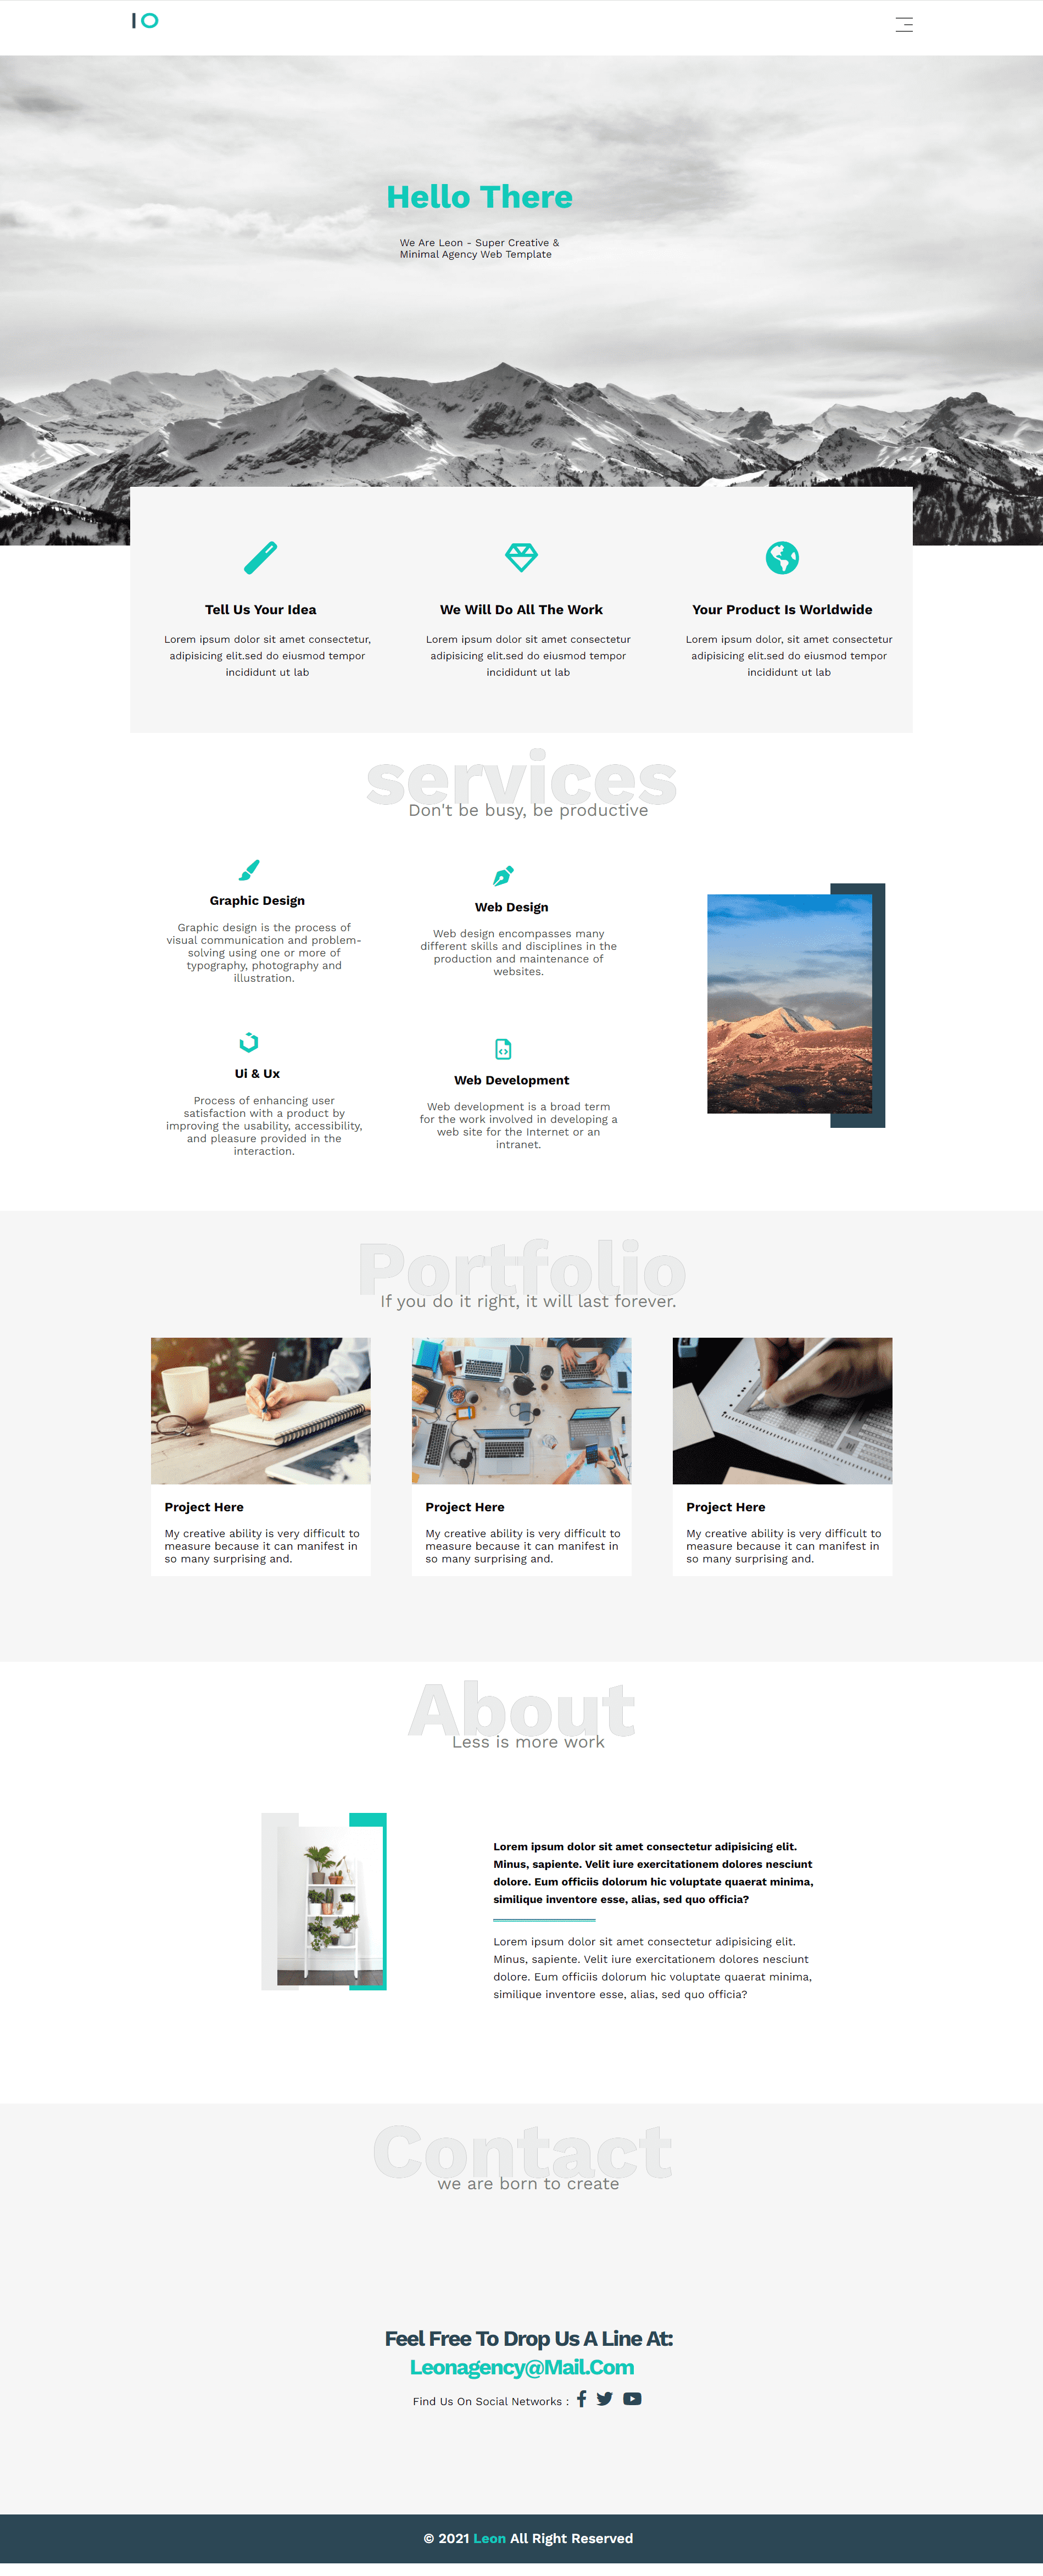 IO
Hello There
We Are Leon - Super Creative &
Minimal Agency Web Template
Tell Us Your Idea
Lorem ipsum dolor sit amet consectetur,
adipisicing elit.sed do eiusmod tempor
incididunt ut lab
We Will Do All The Work
Lorem ipsum dolor sit amet consectetur
adipisicing elit.sed do eiusmod tempor
incididunt ut lab
Your Product Is Worldwide
Lorem ipsum dolor, sit amet consectetur
adipisicing elit.sed do eiusmod tempor
incididunt ut lab
services
Don't be busy, be productive
Graphic Design
Graphic design is the process of
visual communication and problem-
solving using one or more of
typography, photography and
illustration.
Web Design
Web design encompasses many
different skills and disciplines in the
production and maintenance of
websites.
Ui & Ux
Process of enhancing user
satisfaction with a product by
improving the usability, accessibility,
and pleasure provided in the
interaction.
Web Development
Web development is a broad term
for the work involved in developing a
web site for the Internet or an
intranet.
Portfolio
If you do it right, it will last forever.
Project Here
My creative ability is very difficult to
measure because it can manifest in
so many surprising and.
Project Here
My creative ability is very difficult to
measure because it can manifest in
so many surprising and.
Project Here
My creative ability is very difficult to
measure because it can manifest in
so many surprising and.
About
Less is more work
Lorem ipsum dolor sit amet consectetur adipisicing elit.
Minus, sapiente. Velit iure exercitationem dolores nesciunt
dolore. Eum officiis dolorum hic voluptate quaerat minima,
similique inventore esse, alias, sed quo officia?
Lorem ipsum dolor sit amet consectetur adipisicing elit.
Minus, sapiente. Velit iure exercitationem dolores nesciunt
dolore. Eum officiis dolorum hic voluptate quaerat minima,
similique inventore esse, alias, sed quo officia?
Contact
we are born to create
Feel Free To Drop Us A Line At:
Leonagency@Mail.Com
Find Us On Social Networks :
© 2021 Leon All Right Reserved